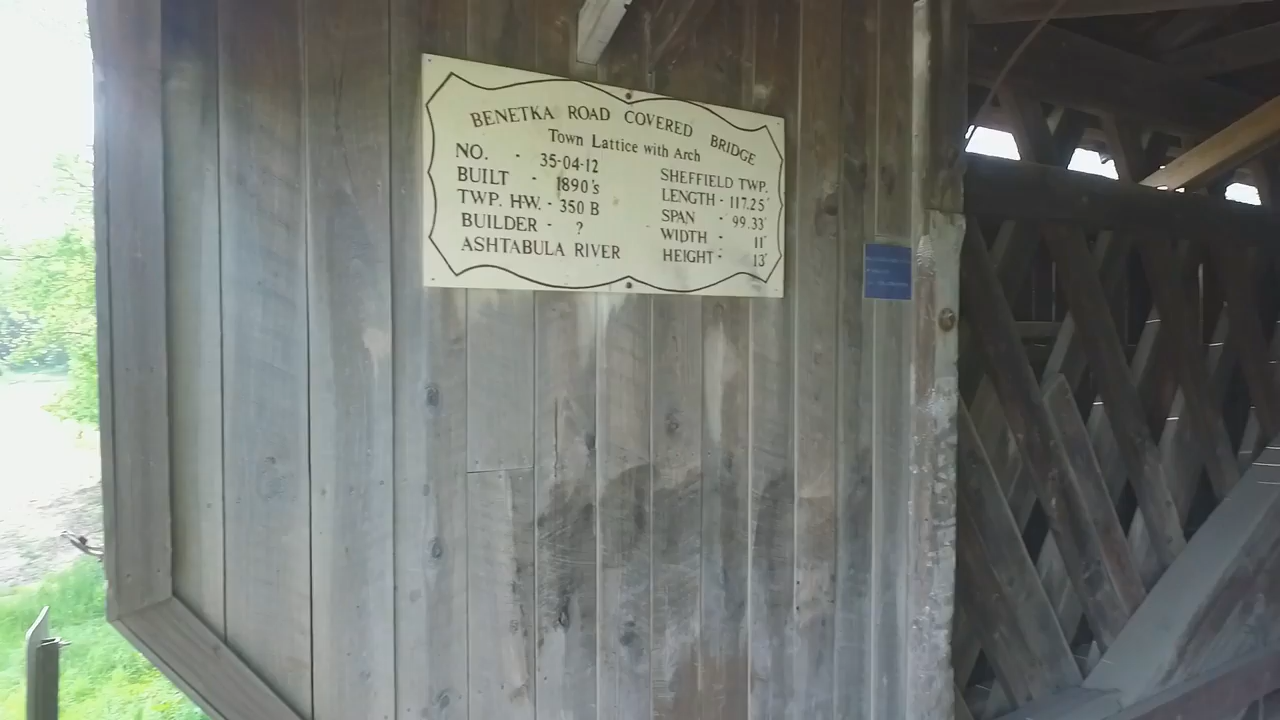 BENETKA ROAD COVERED BRIDGE
Town Lattice with Arch
NO. - 35-04-12
BUILT - 1890's
TWP. HW. - 350 B
BUILDER - ?
ASHTABULA RIVER
SHEFFIELD TWP.
LENGTH - 117.25'
SPAN - 99.33'
WIDTH - 11'
HEIGHT - 13'